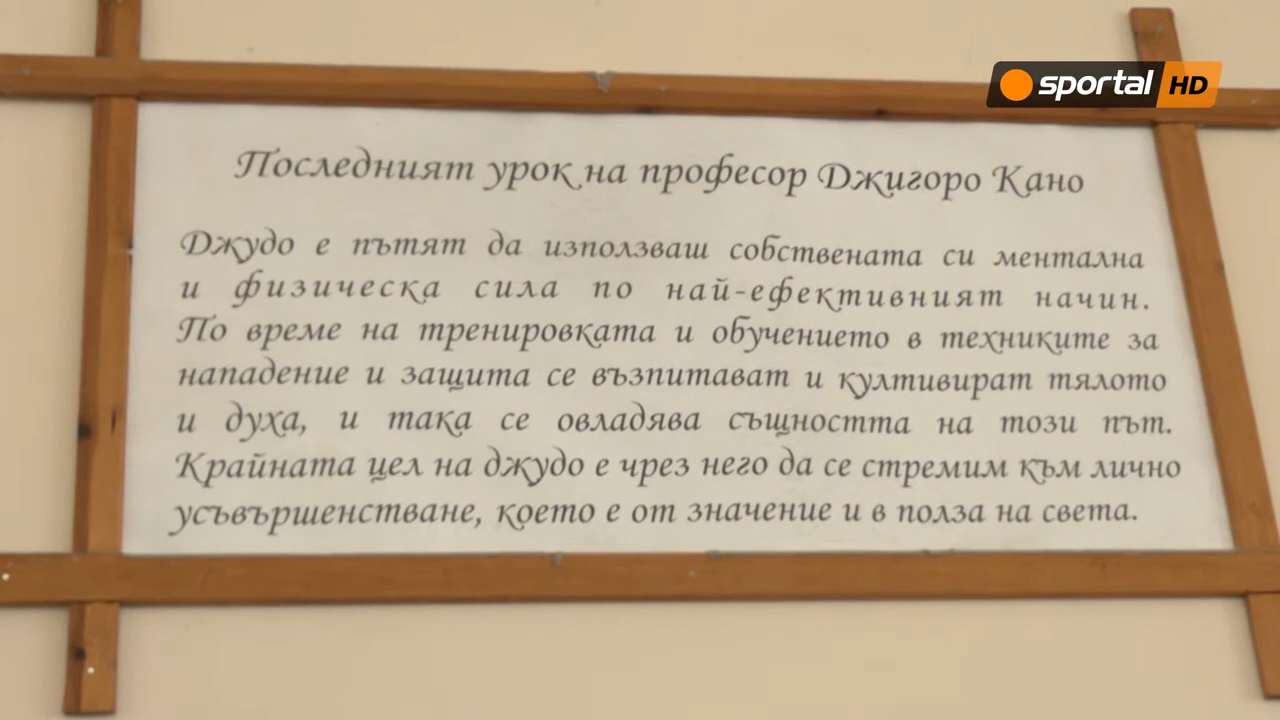 sportal HD
Последният урок на професор Джигоро Кано
Джудо е пътят да използваш собствената си ментална
и физическа сила по най-ефективният начин.
По време на тренировката и обучението в техниките за
нападение и защита се възпитават и култивират тялото
и духа, и така се овладява същността на този път.
Крайната цел на джудо е чрез него да се стремим към лично
усъвършенстване, което е от значение и в полза на света.